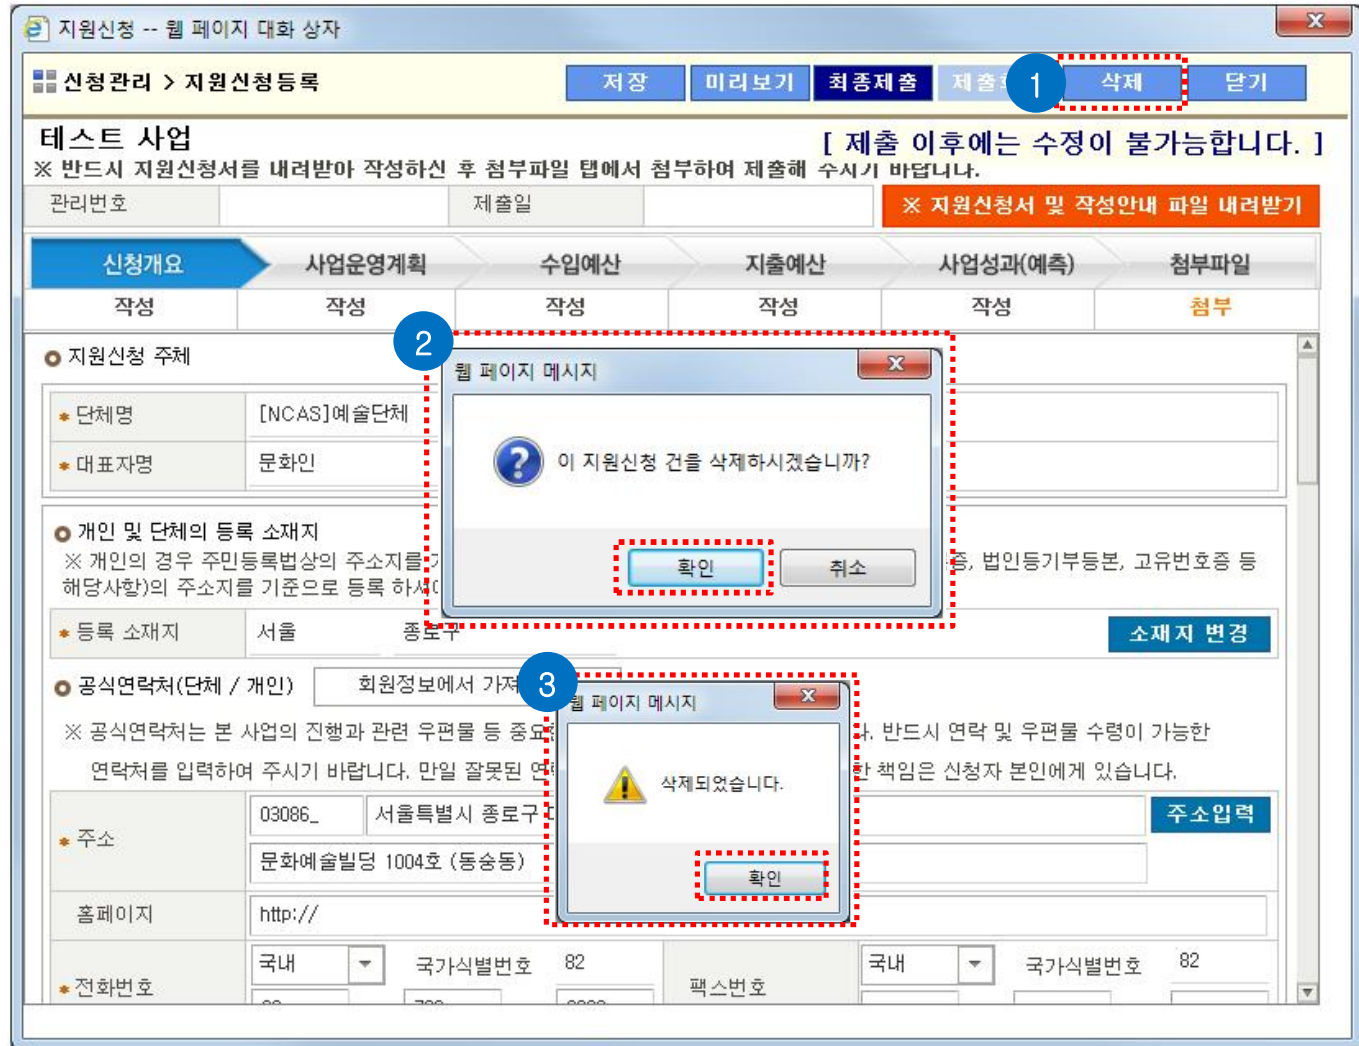 지원신청 -- 웹 페이지 대화 상자
신청관리 > 지원신청등록
저장 미리보기 최종제출 제출 1 삭제 닫기
테스트 사업
[ 제출 이후에는 수정이 불가능합니다. ]
※ 반드시 지원신청서를 내려받아 작성하신 후 첨부파일 탭에서 첨부하여 제출해 주시기 바랍니다.
관리번호 제출일 ※ 지원신청서 및 작성안내 파일 내려받기
신청개요 사업운영계획 수입예산 지출예산 사업성과(예측) 첨부파일
작성 작성 작성 작성 작성 첨부
2
지원신청 주체
웹 페이지 메시지
* 단체명 [NCAS]예술단체
* 대표자명 문화인
이 지원신청 건을 삭제하시겠습니까?
확인 취소
개인 및 단체의 등록 소재지
※ 개인의 경우 주민등록법상의 주소지를 법인등기부등본, 고유번호증 등
해당사항)의 주소지를 기준으로 등록
* 등록 소재지 서울 종로구 소재지 변경
공식연락처(단체 / 개인) 회원정보에서
3
웹 페이지 메시지
※ 공식연락처는 본 사업의 진행과 관련 우편물 등 반드시 연락 및 우편물 수령이 가능한
연락처를 입력하여 주시기 바랍니다. 만일 잘못된 책임은 신청자 본인에게 있습니다.
삭제되었습니다.
확인
* 주소 03086_ 서울특별시 종로구 주소입력
문화예술빌딩 1004호 (동숭동)
홈페이지 http://
* 전화번호 국내 국가식별번호 82 팩스번호 국내 국가식별번호 82